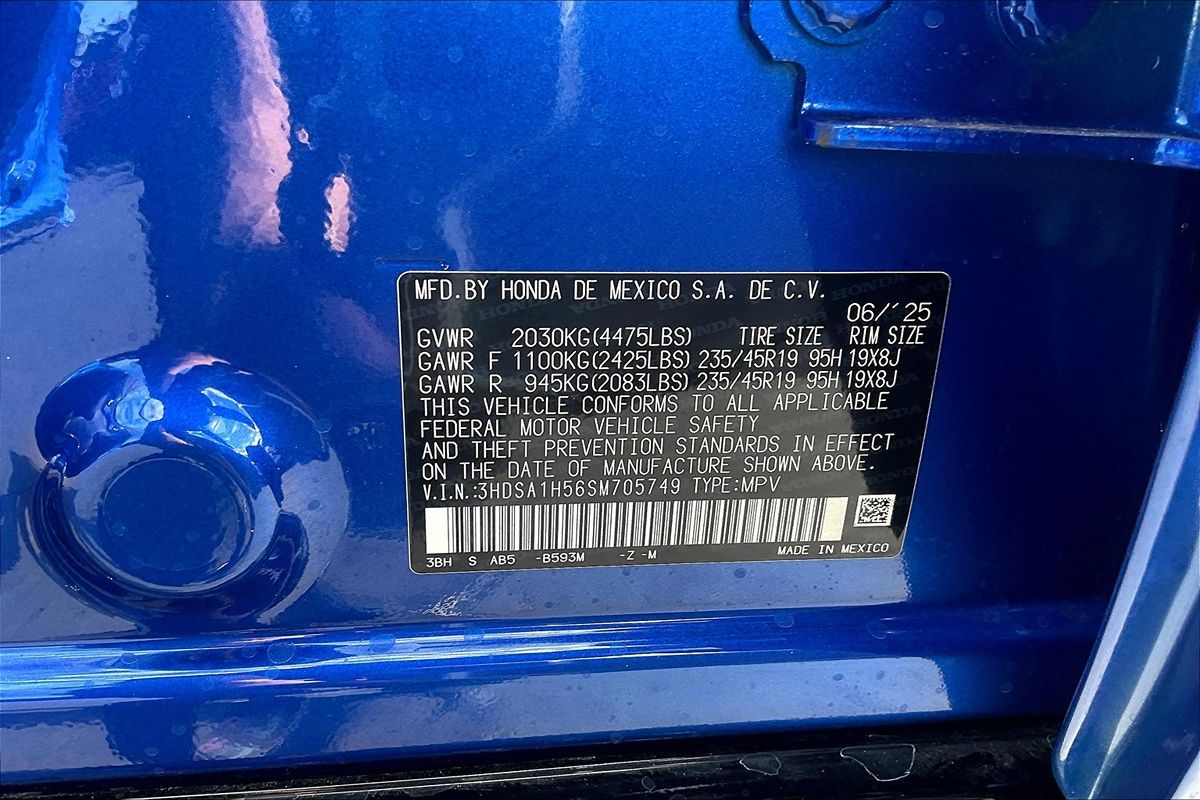 MFD.BY HONDA DE MEXICO S.A. DE C.V.
06/'25
GVWR 2030KG(4475LBS) TIRE SIZE RIM SIZE
GAWR F 1100KG(2425LBS) 235/45R19 95H 19X8J
GAWR R 945KG(2083LBS) 235/45R19 95H 19X8J
THIS VEHICLE CONFORMS TO ALL APPLICABLE
FEDERAL MOTOR VEHICLE SAFETY
AND THEFT PREVENTION STANDARDS IN EFFECT
ON THE DATE OF MANUFACTURE SHOWN ABOVE.
V.I.N.:3HDSA1H56SM705749 TYPE:MPV
3BH S AB5 -B593M -Z -M MADE IN MEXICO